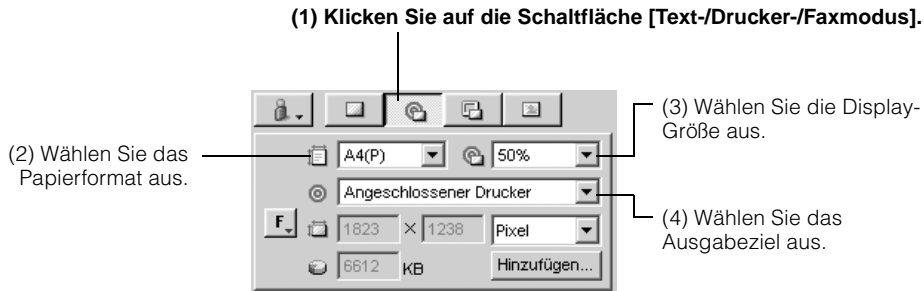 (1) Klicken Sie auf die Schaltfläche [Text-/Drucker-/Faxmodus].
(2) Wählen Sie das
Papierformat aus.
A4(P)
50%
Angeschlossener Drucker
F
1823 × 1238 Pixel
6612 KB Hinzufügen...
(3) Wählen Sie die Display-
Größe aus.
(4) Wählen Sie das
Ausgabeziel aus.